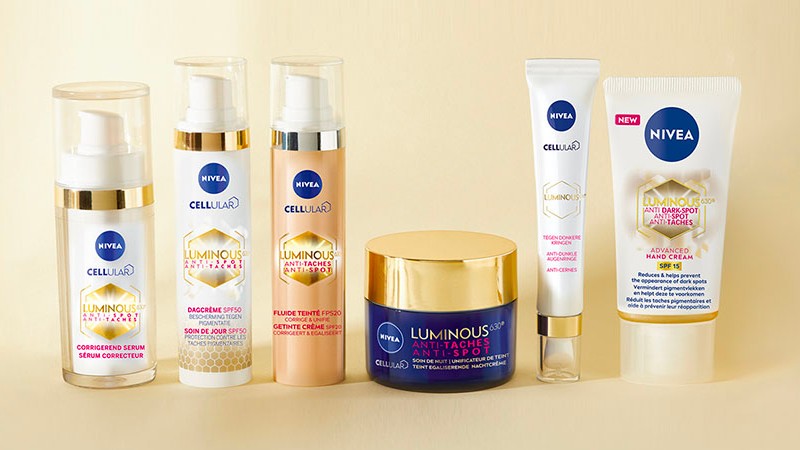 NIVEA
CELLULAR
LUMINOUS630®
ANTI-SPOT
ANTI-TACHES
CORRIGEREND SERUM
SÉRUM CORRECTEUR
NIVEA
CELLULAR
LUMINOUS630
ANTI-SPOT
ANTI-TACHES
DAGCRÈME SPF50
BESCHERMING TEGEN
PIGMENTATIE
SOIN DE JOUR SPF50
PROTECTION CONTRE LES
TACHES PIGMENTAIRES
NIVEA
CELLULAR
LUMINOUS630
ANTI-TACHES
ANTI-SPOT
FLUIDE TEINTÉ FPS20
CORRIGE & UNIFIE
GETINTE CRÈME SPF20
CORRIGEERT & EGALISEERT
NIVEA
CELLULAR
LUMINOUS630®
ANTI-TACHES
ANTI-SPOT
SOIN DE NUIT | UNIFICATEUR DE TEINT
TEINT EGALISERENDE NACHTCRÈME
NIVEA
CELLULAR
LUMINOUS
TEGEN DONKERE
KRINGEN
ANTI-DUNKLE
AUGENRINGE
ANTI-CERNES
NEW
NIVEA
LUMINOUS630®
ANTI DARK-SPOT
ANTI-SPOT
ANTI-TACHES
ADVANCED
HAND CREAM
SPF 15
Reduces & helps prevent
the appearance of dark spots
Vermindert pigmentvlekken
en helpt deze te voorkomen
Réduit les taches pigmentaires et
aide à prévenir leur réapparition